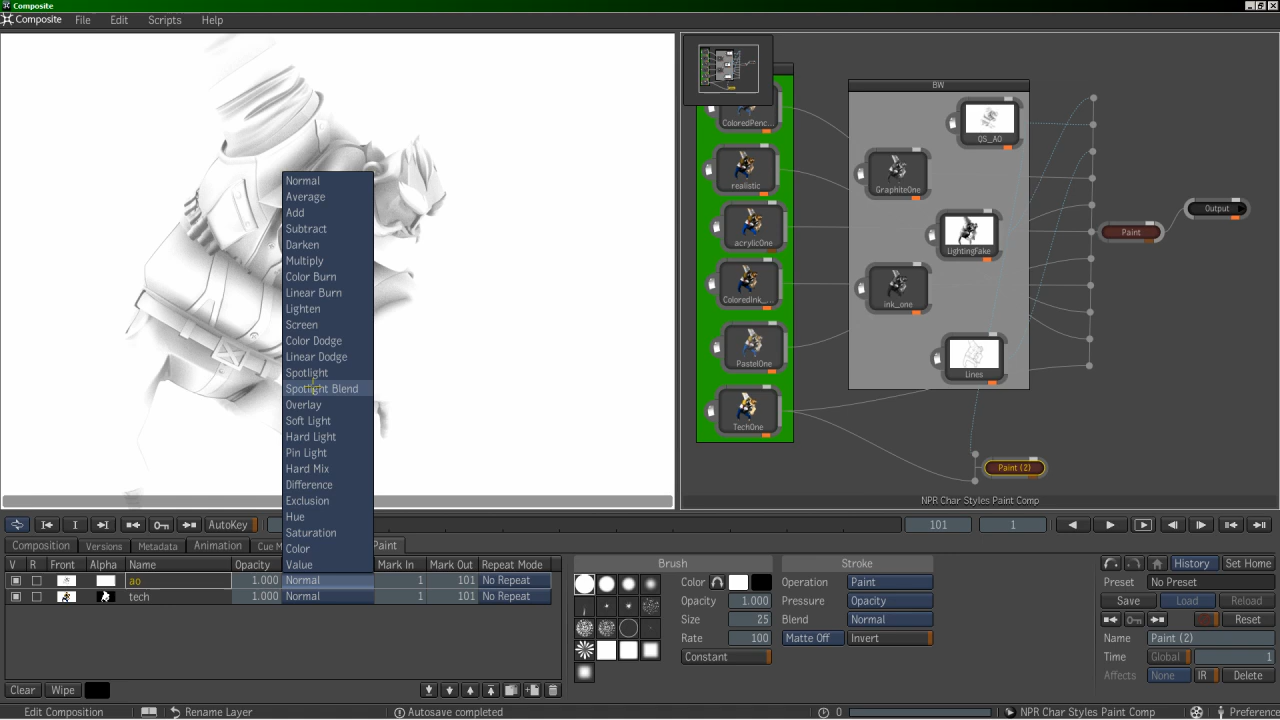 Composite
Composite File Edit Scripts Help
BW
ColoredPenc...
QS_AO
realistic
GraphiteOne
acrylicOne
LightingFake
Paint
Output
ColoredInk_...
ink_one
PastelOne
Lines
TechOne
Paint (2)
NPR Char Styles Paint Comp
Normal
Average
Add
Subtract
Darken
Multiply
Color Burn
Linear Burn
Lighten
Screen
Color Dodge
Linear Dodge
Spotlight
Spotlight Blend
Overlay
Soft Light
Hard Light
Pin Light
Hard Mix
Difference
Exclusion
Hue
Saturation
Color
Value
AutoKey 101 1
Composition Versions Metadata Animation Cue M Paint
V R Front Alpha Name Opacity Mark In Mark Out Repeat Mode
ao 1.000 Normal 1 101 No Repeat
tech 1.000 Normal 1 101 No Repeat
Clear Wipe
Brush
Color
Opacity 1.000
Size 25
Rate 100
Constant
Stroke
Operation Paint
Pressure Opacity
Blend Normal
Matte Off Invert
History Set Home
Preset No Preset
Save Load Reload
Reset
Name Paint (2)
Time Global 1
Affects None IR Delete
Edit Composition Rename Layer Autosave completed 0 NPR Char Styles Paint Comp Preference